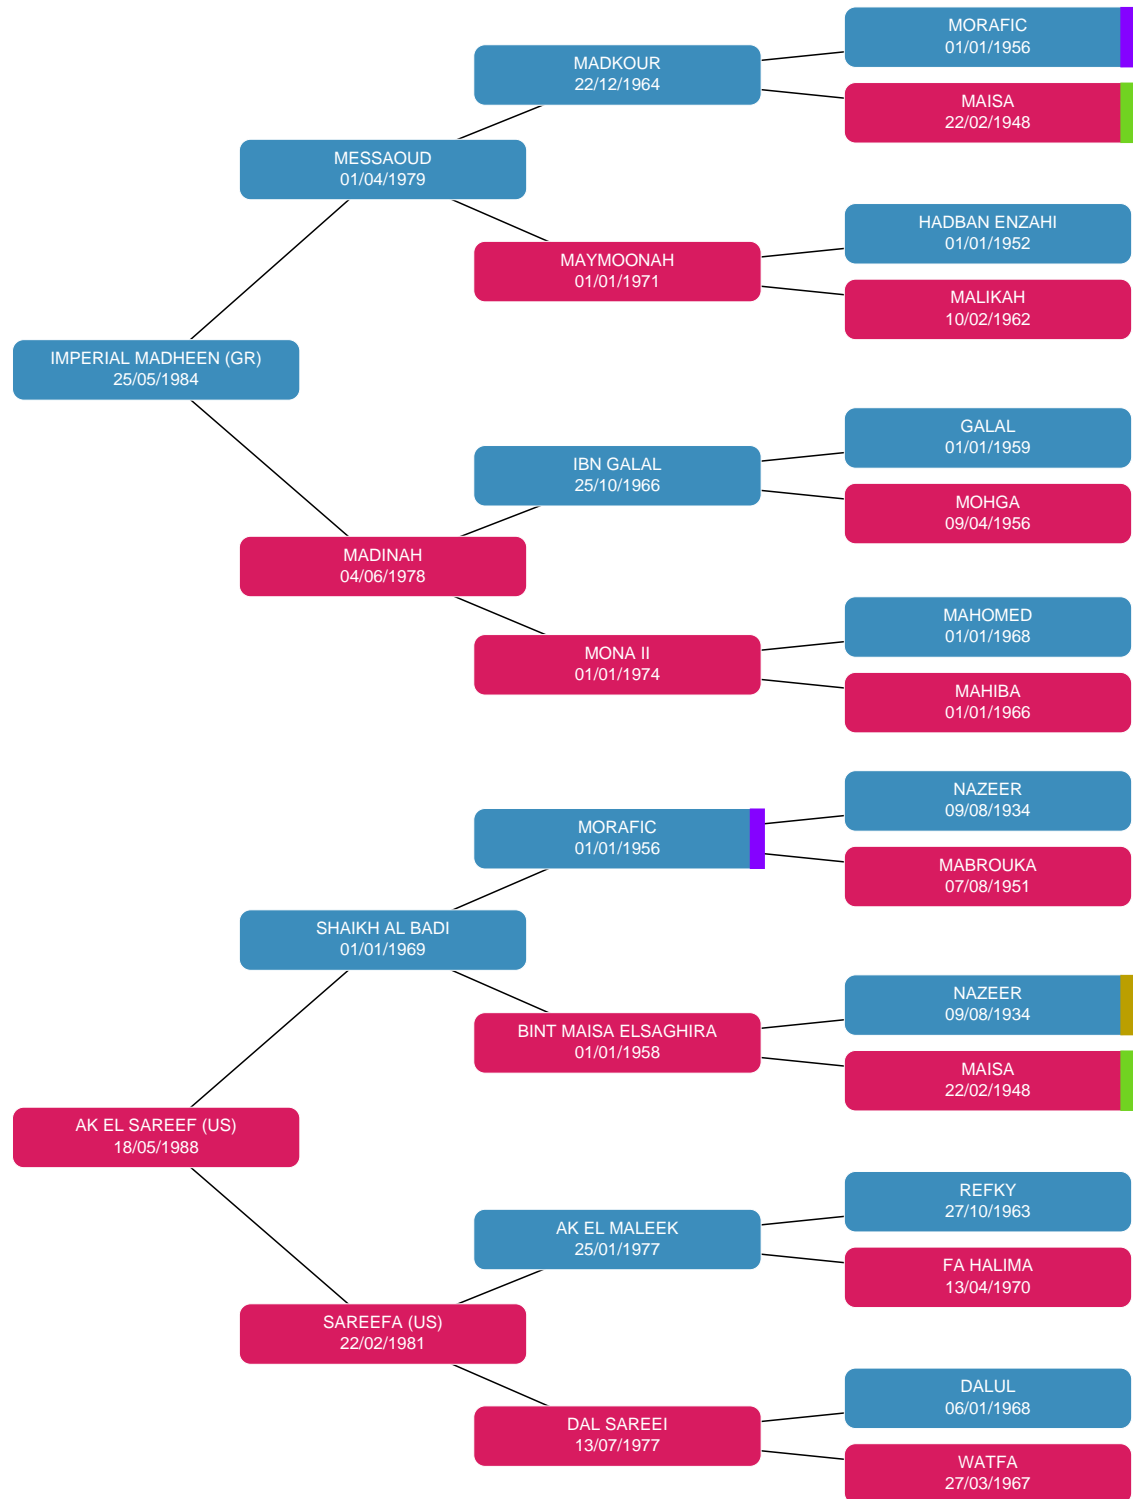 MORAFIC
01/01/1956
MADKOUR
22/12/1964
MAISA
22/02/1948
MESSAOUD
01/04/1979
HADBAN ENZAHI
01/01/1952
MAYMOONAH
01/01/1971
MALIKAH
10/02/1962
IMPERIAL MADHEEN (GR)
25/05/1984
GALAL
01/01/1959
IBN GALAL
25/10/1966
MOHGA
09/04/1956
MADINAH
04/06/1978
MAHOMED
01/01/1968
MONA II
01/01/1974
MAHIBA
01/01/1966
NAZEER
09/08/1934
MORAFIC
01/01/1956
MABROUKA
07/08/1951
SHAIKH AL BADI
01/01/1969
NAZEER
09/08/1934
BINT MAISA ELSAGHIRA
01/01/1958
MAISA
22/02/1948
AK EL SAREEF (US)
18/05/1988
REFKY
27/10/1963
AK EL MALEEK
25/01/1977
FA HALIMA
13/04/1970
SAREEFA (US)
22/02/1981
DALUL
06/01/1968
DAL SAREEI
13/07/1977
WATFA
27/03/1967